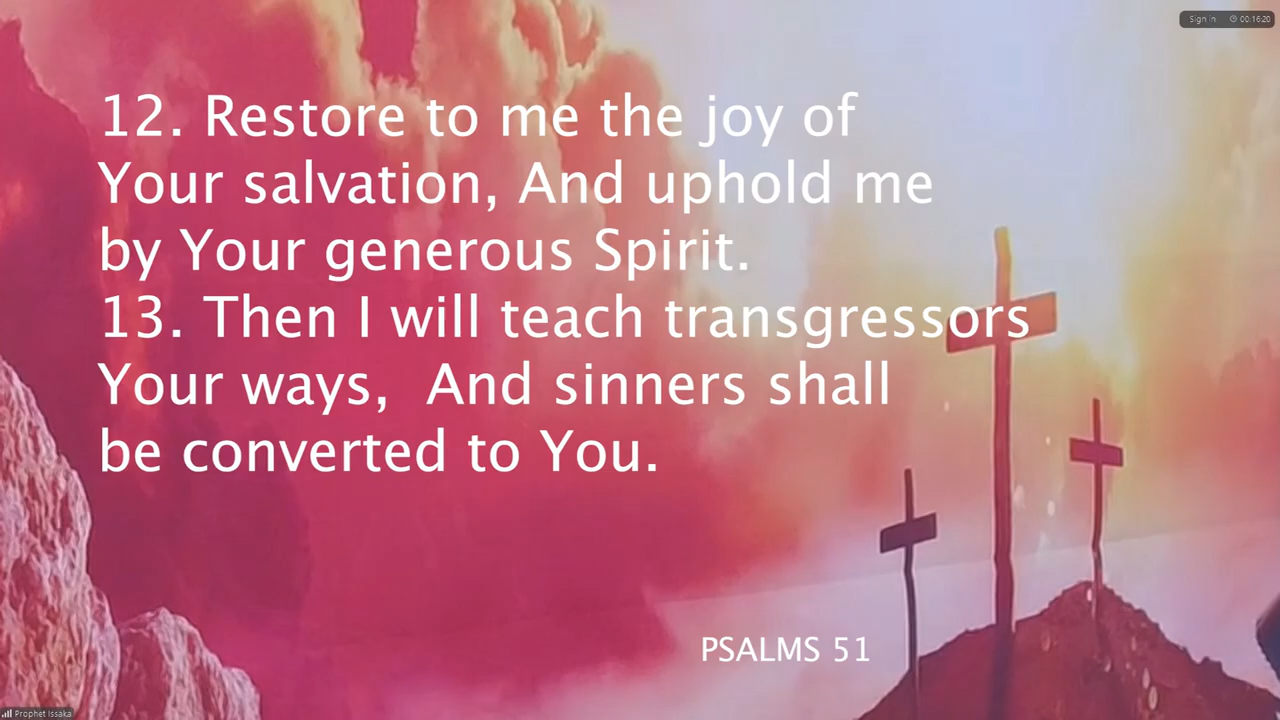 Sign in 00:16:20
12. Restore to me the joy of
Your salvation, And uphold me
by Your generous Spirit.
13. Then I will teach transgressors
Your ways,  And sinners shall
be converted to You.
PSALMS 51
Prophet Issaka